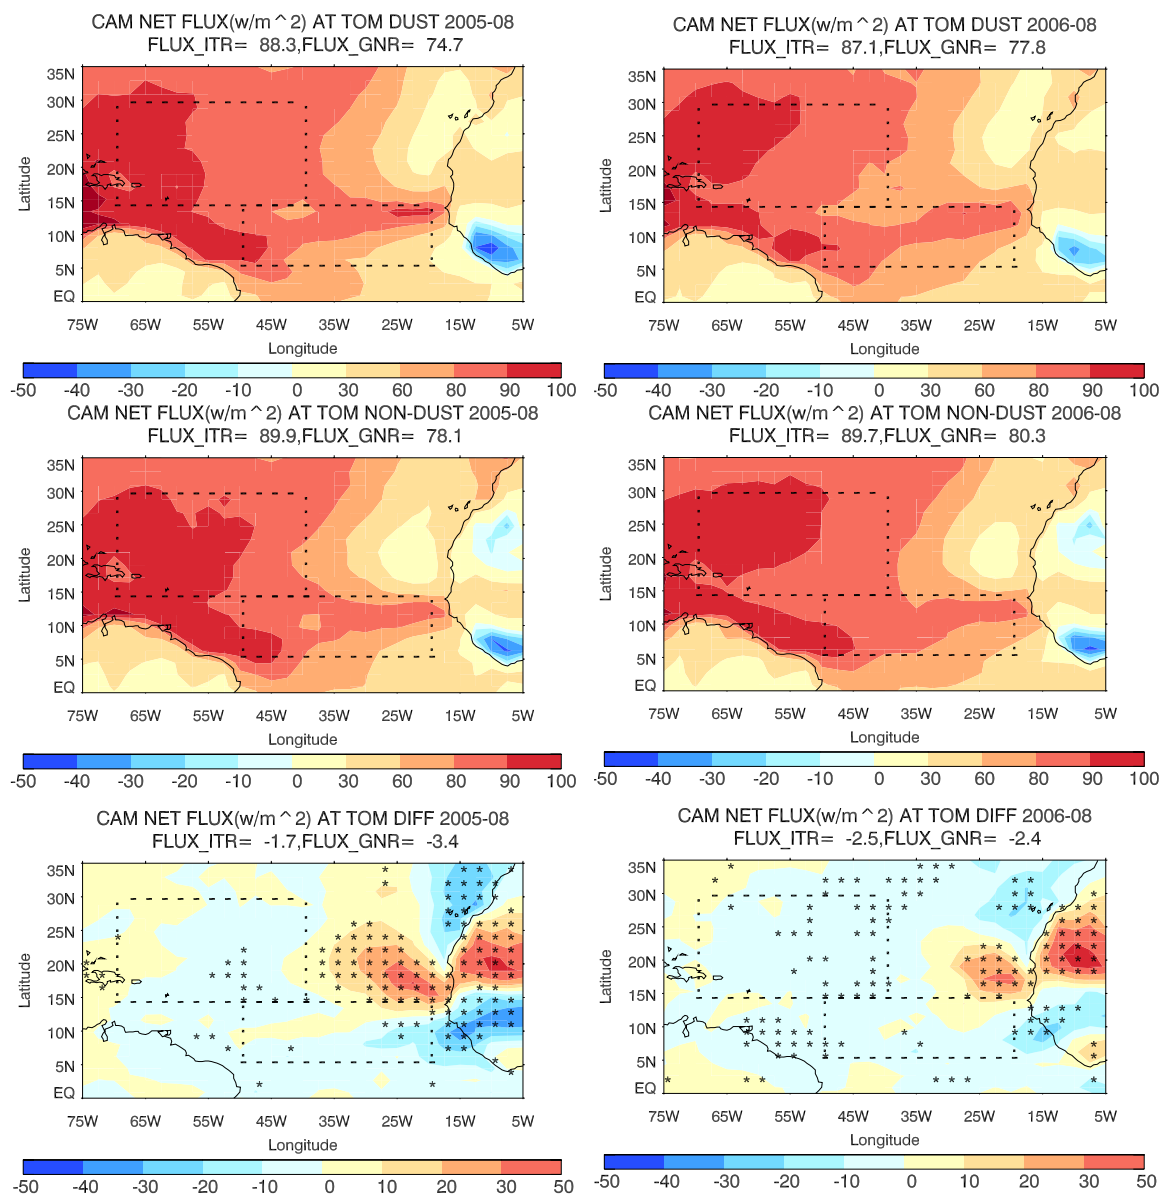 CAM NET FLUX(w/m^2) AT TOM DUST 2005-08
FLUX_ITR= 88.3,FLUX_GNR= 74.7
35N
30N
25N
20N
15N
10N
5N
EQ
Latitude
75W 65W 55W 45W 35W 25W 15W 5W
Longitude
-50 -40 -30 -20 -10 0 30 60 80 90 100
CAM NET FLUX(w/m^2) AT TOM DUST 2006-08
FLUX_ITR= 87.1,FLUX_GNR= 77.8
35N
30N
25N
20N
15N
10N
5N
EQ
Latitude
75W 65W 55W 45W 35W 25W 15W 5W
Longitude
-50 -40 -30 -20 -10 0 30 60 80 90 100
CAM NET FLUX(w/m^2) AT TOM NON-DUST 2005-08
FLUX_ITR= 89.9,FLUX_GNR= 78.1
35N
30N
25N
20N
15N
10N
5N
EQ
Latitude
75W 65W 55W 45W 35W 25W 15W 5W
Longitude
-50 -40 -30 -20 -10 0 30 60 80 90 100
CAM NET FLUX(w/m^2) AT TOM NON-DUST 2006-08
FLUX_ITR= 89.7,FLUX_GNR= 80.3
35N
30N
25N
20N
15N
10N
5N
EQ
Latitude
75W 65W 55W 45W 35W 25W 15W 5W
Longitude
-50 -40 -30 -20 -10 0 30 60 80 90 100
CAM NET FLUX(w/m^2) AT TOM DIFF 2005-08
FLUX_ITR= -1.7,FLUX_GNR= -3.4
35N
30N
25N
20N
15N
10N
5N
EQ
Latitude
75W 65W 55W 45W 35W 25W 15W 5W
Longitude
-50 -40 -30 -20 -10 0 10 20 30 50
CAM NET FLUX(w/m^2) AT TOM DIFF 2006-08
FLUX_ITR= -2.5,FLUX_GNR= -2.4
35N
30N
25N
20N
15N
10N
5N
EQ
Latitude
75W 65W 55W 45W 35W 25W 15W 5W
Longitude
-50 -40 -30 -20 -10 0 10 20 30 50